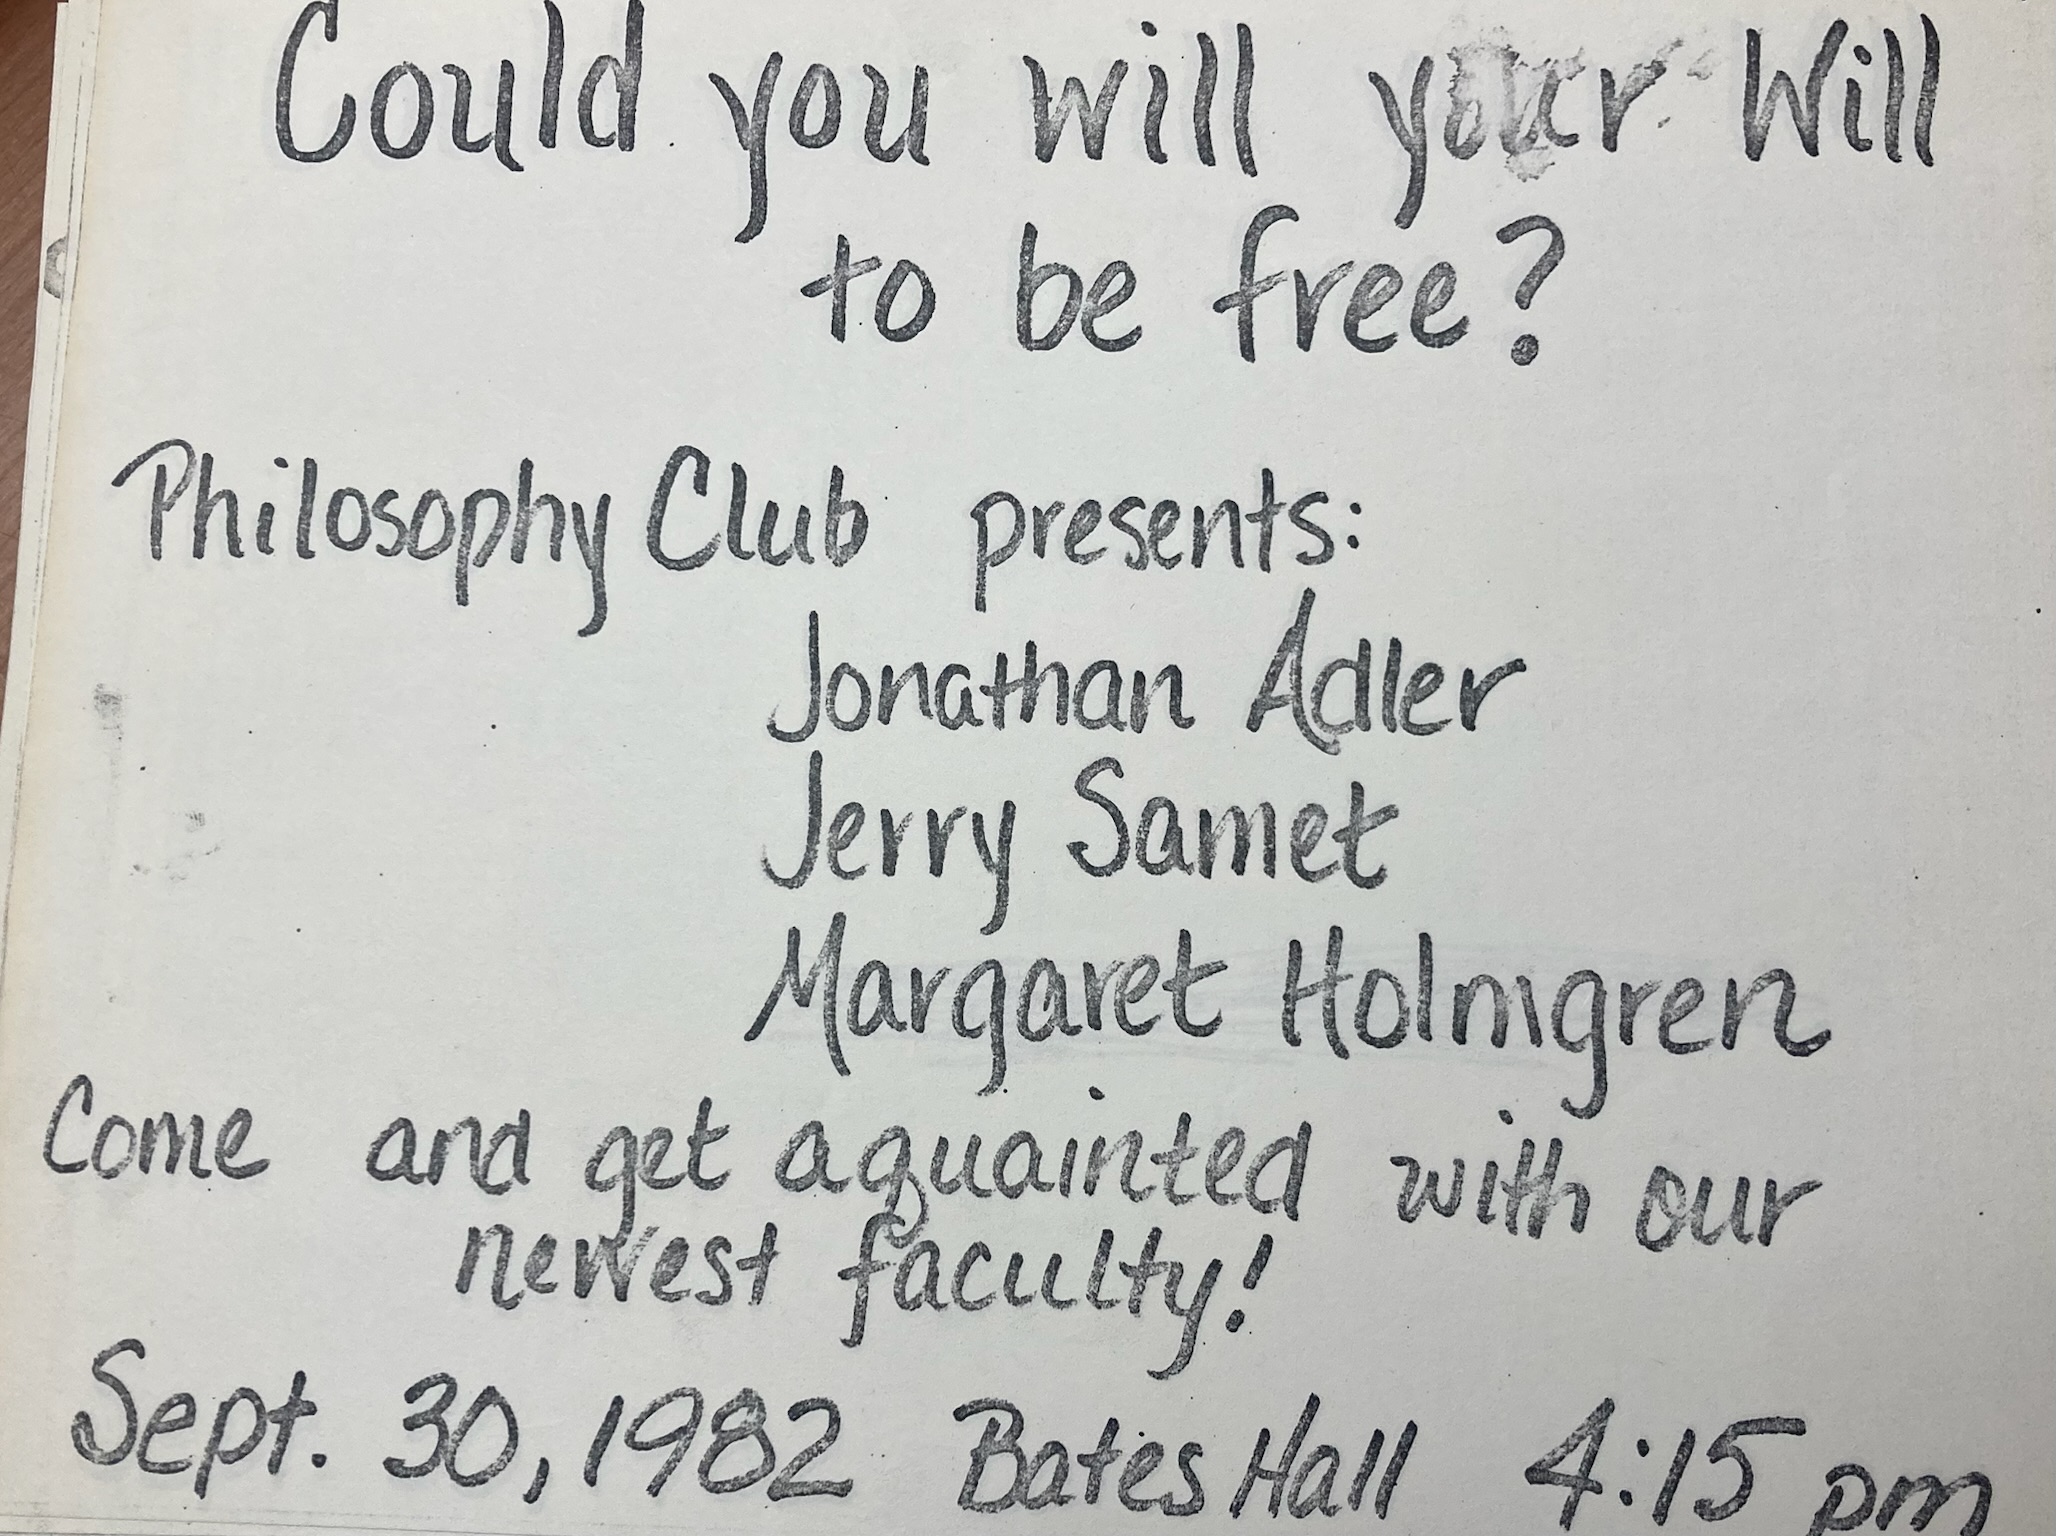 Could you will your Will
to be free?
Philosophy Club presents:
Jonathan Adler
Jerry Samet
Margaret Holmgren
Come and get aquainted with our
newest faculty!
Sept. 30, 1982 Bates Hall 4:15 pm